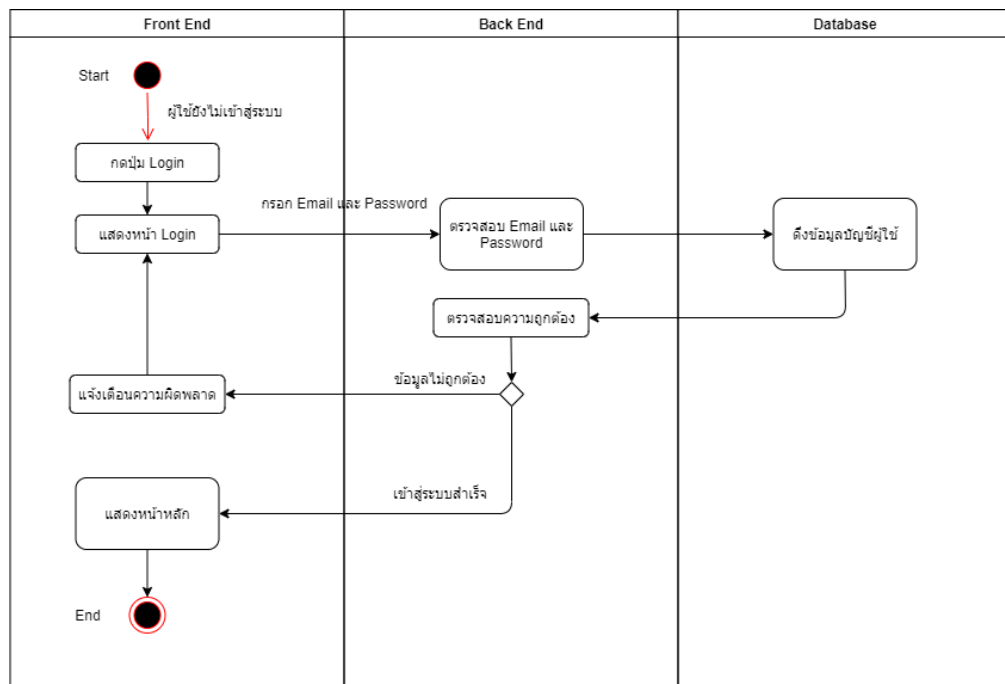 Front End
Back End
Database
Start
ผู้ใช้ยังไม่เข้าสู่ระบบ
กดปุ่ม Login
กรอก Email และ Password
แสดงหน้า Login
ตรวจสอบ Email และ
Password
ดึงข้อมูลบัญชีผู้ใช้
ตรวจสอบความถูกต้อง
ข้อมูลไม่ถูกต้อง
แจ้งเตือนความผิดพลาด
เข้าสู่ระบบสำเร็จ
แสดงหน้าหลัก
End